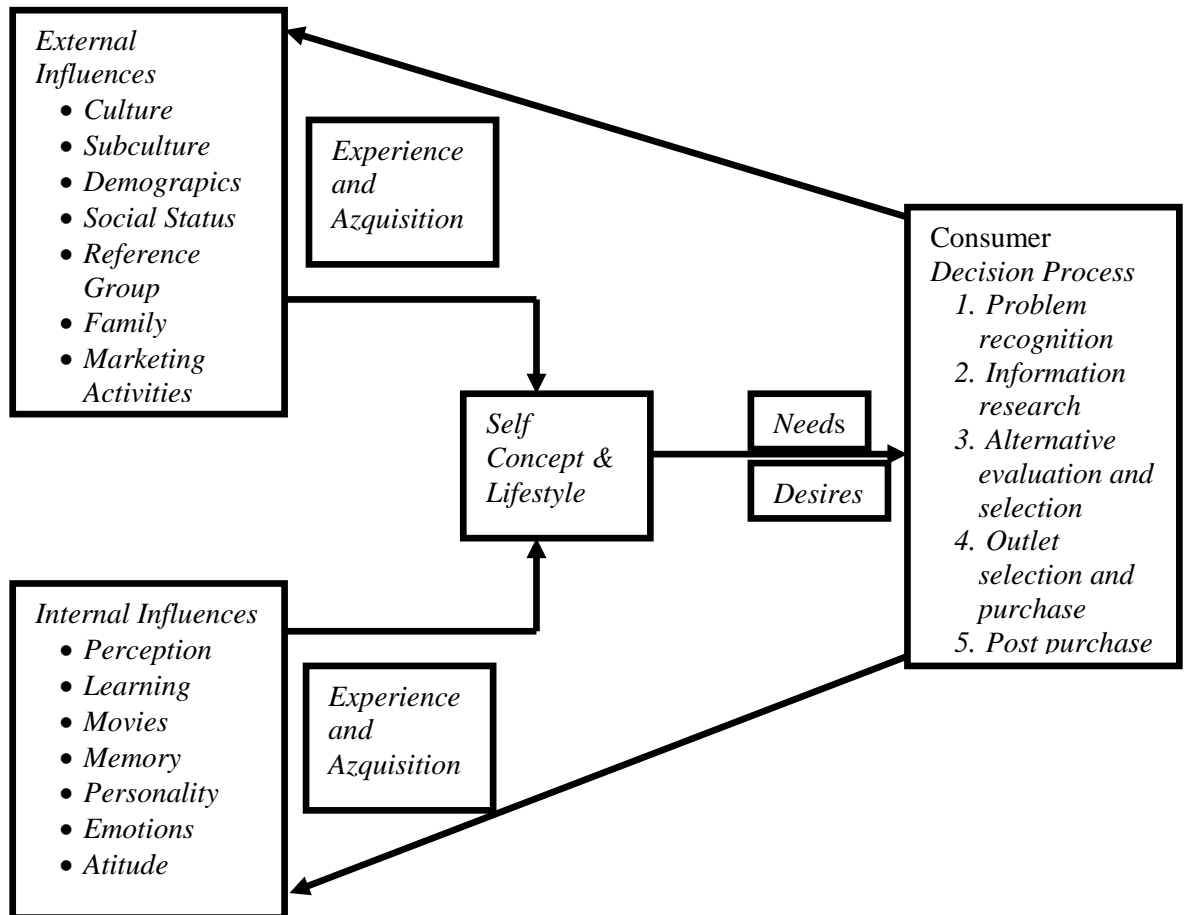 External
Influences
• Culture
• Subculture
• Demograpics
• Social Status
• Reference
Group
• Family
• Marketing
Activities
Experience
and
Azquisition
Self
Concept &
Lifestyle
Needs
Desires
Consumer
Decision Process
1. Problem
recognition
2. Information
research
3. Alternative
evaluation and
selection
4. Outlet
selection and
purchase
5. Post purchase
Internal Influences
• Perception
• Learning
• Movies
• Memory
• Personality
• Emotions
• Atitude
Experience
and
Azquisition